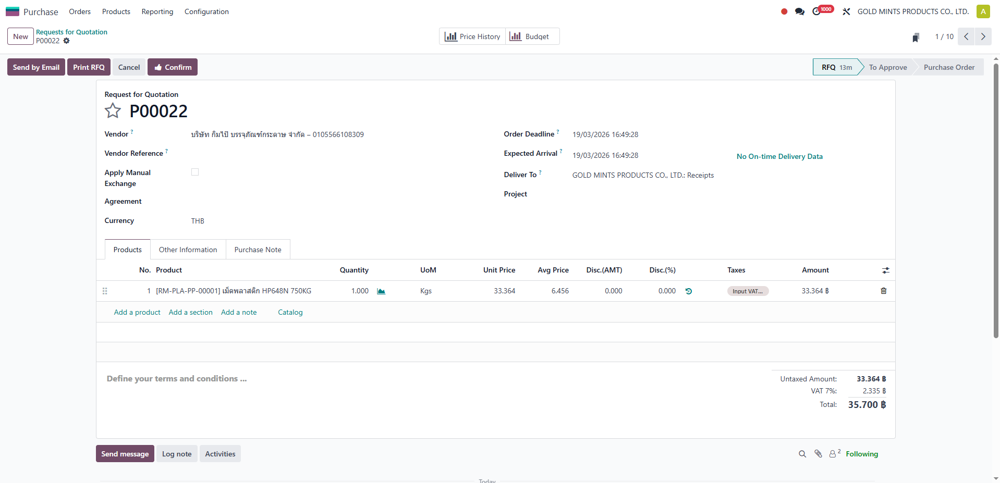 Purchase Orders Products Reporting Configuration 1000 GOLD MINTS PRODUCTS CO., LTD. A
New Requests for Quotation
P00022
Price History Budget 1 / 10
Send by Email Print RFQ Cancel Confirm RFQ 13m To Approve Purchase Order
Request for Quotation
P00022
Vendor ? บริษัท กิมไป๊ บรรจุภัณฑ์กระดาษ จำกัด – 0105566108309
Order Deadline ? 19/03/2026 16:49:28
Vendor Reference ?
Expected Arrival ? 19/03/2026 16:49:28 No On-time Delivery Data
Apply Manual
Exchange
Deliver To ? GOLD MINTS PRODUCTS CO., LTD.: Receipts
Agreement
Project
Currency THB
Products Other Information Purchase Note
No. Product Quantity UoM Unit Price Avg Price Disc.(AMT) Disc.(%) Taxes Amount
1 [RM-PLA-PP-00001] เม็ดพลาสติก HP648N 750KG 1.000 Kgs 33.364 6.456 0.000 0.000 Input VAT... 33.364 ฿
Add a product Add a section Add a note Catalog
Define your terms and conditions ...
Untaxed Amount: 33.364 ฿
VAT 7%: 2.335 ฿
Total: 35.700 ฿
Send message Log note Activities 2 Following
Today